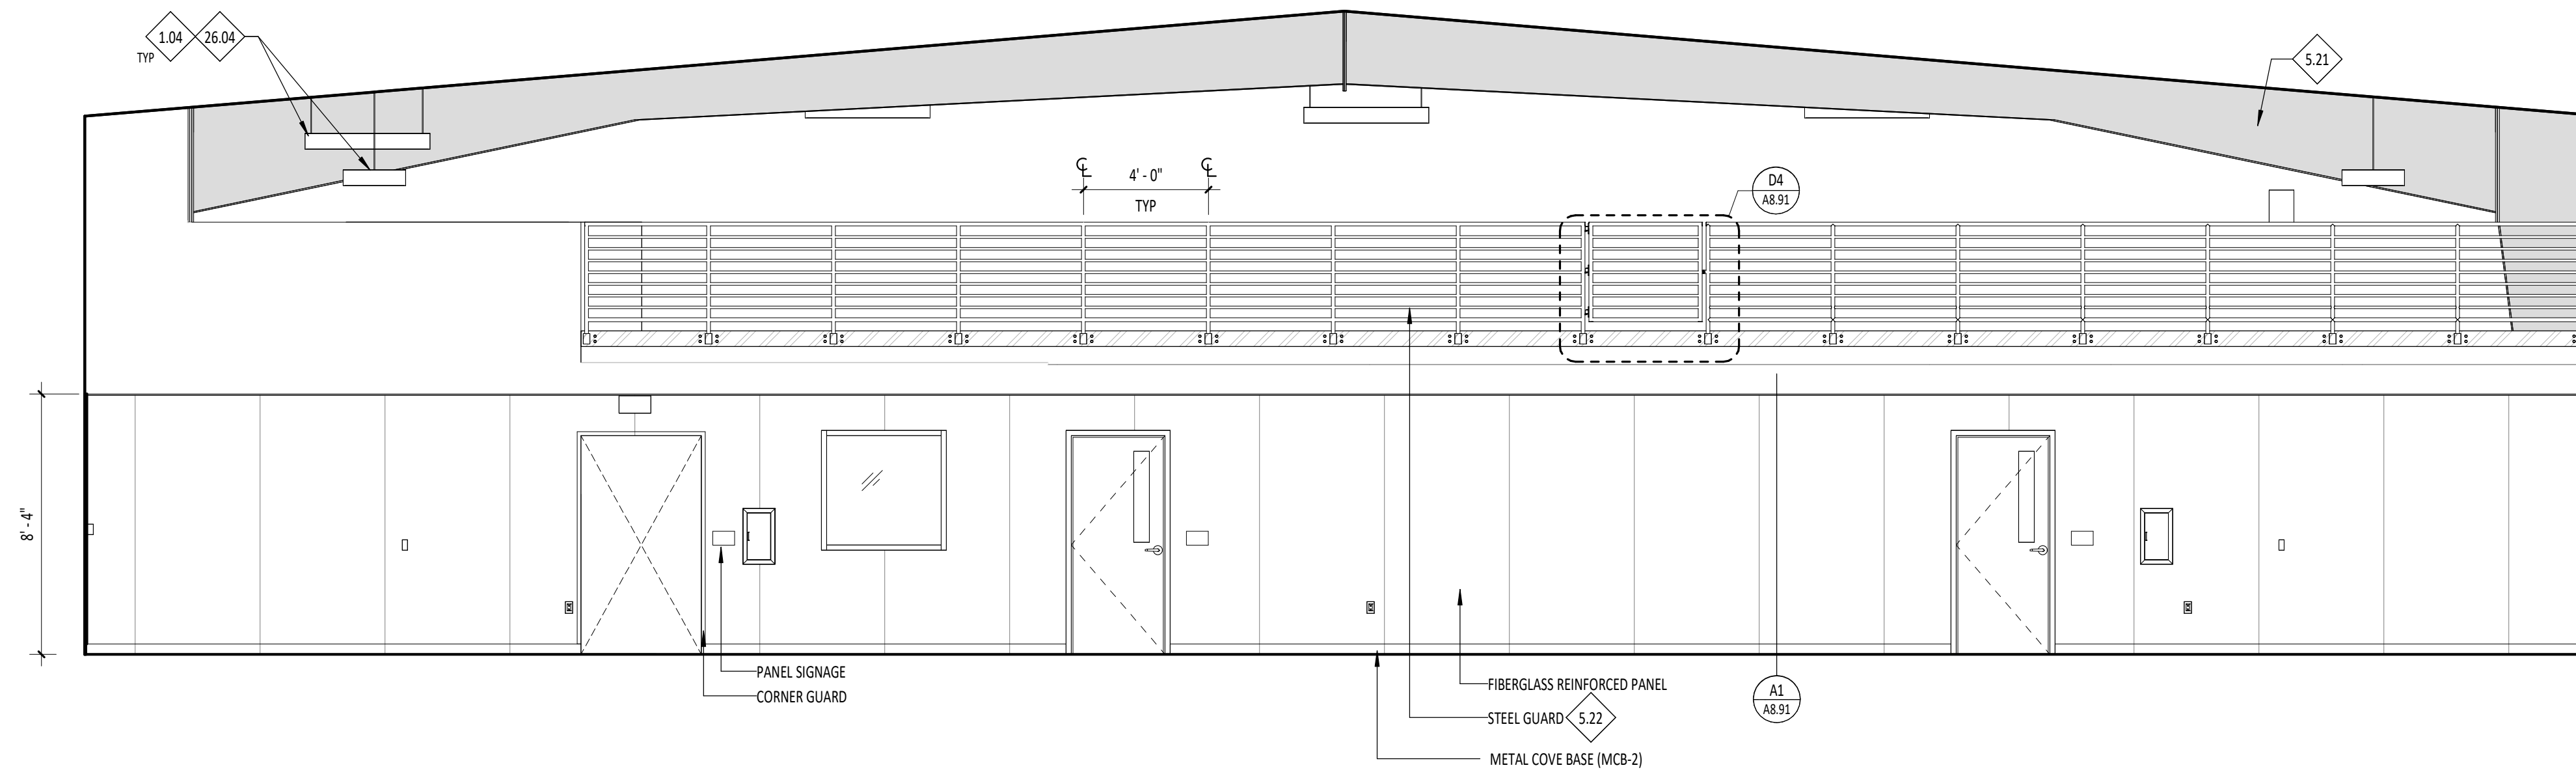 1.04 26.04
TYP
5.21
4' - 0"
TYP
D4
A8.91
8' - 4"
PANEL SIGNAGE
CORNER GUARD
FIBERGLASS REINFORCED PANEL
STEEL GUARD 5.22
METAL COVE BASE (MCB-2)
A1
A8.91